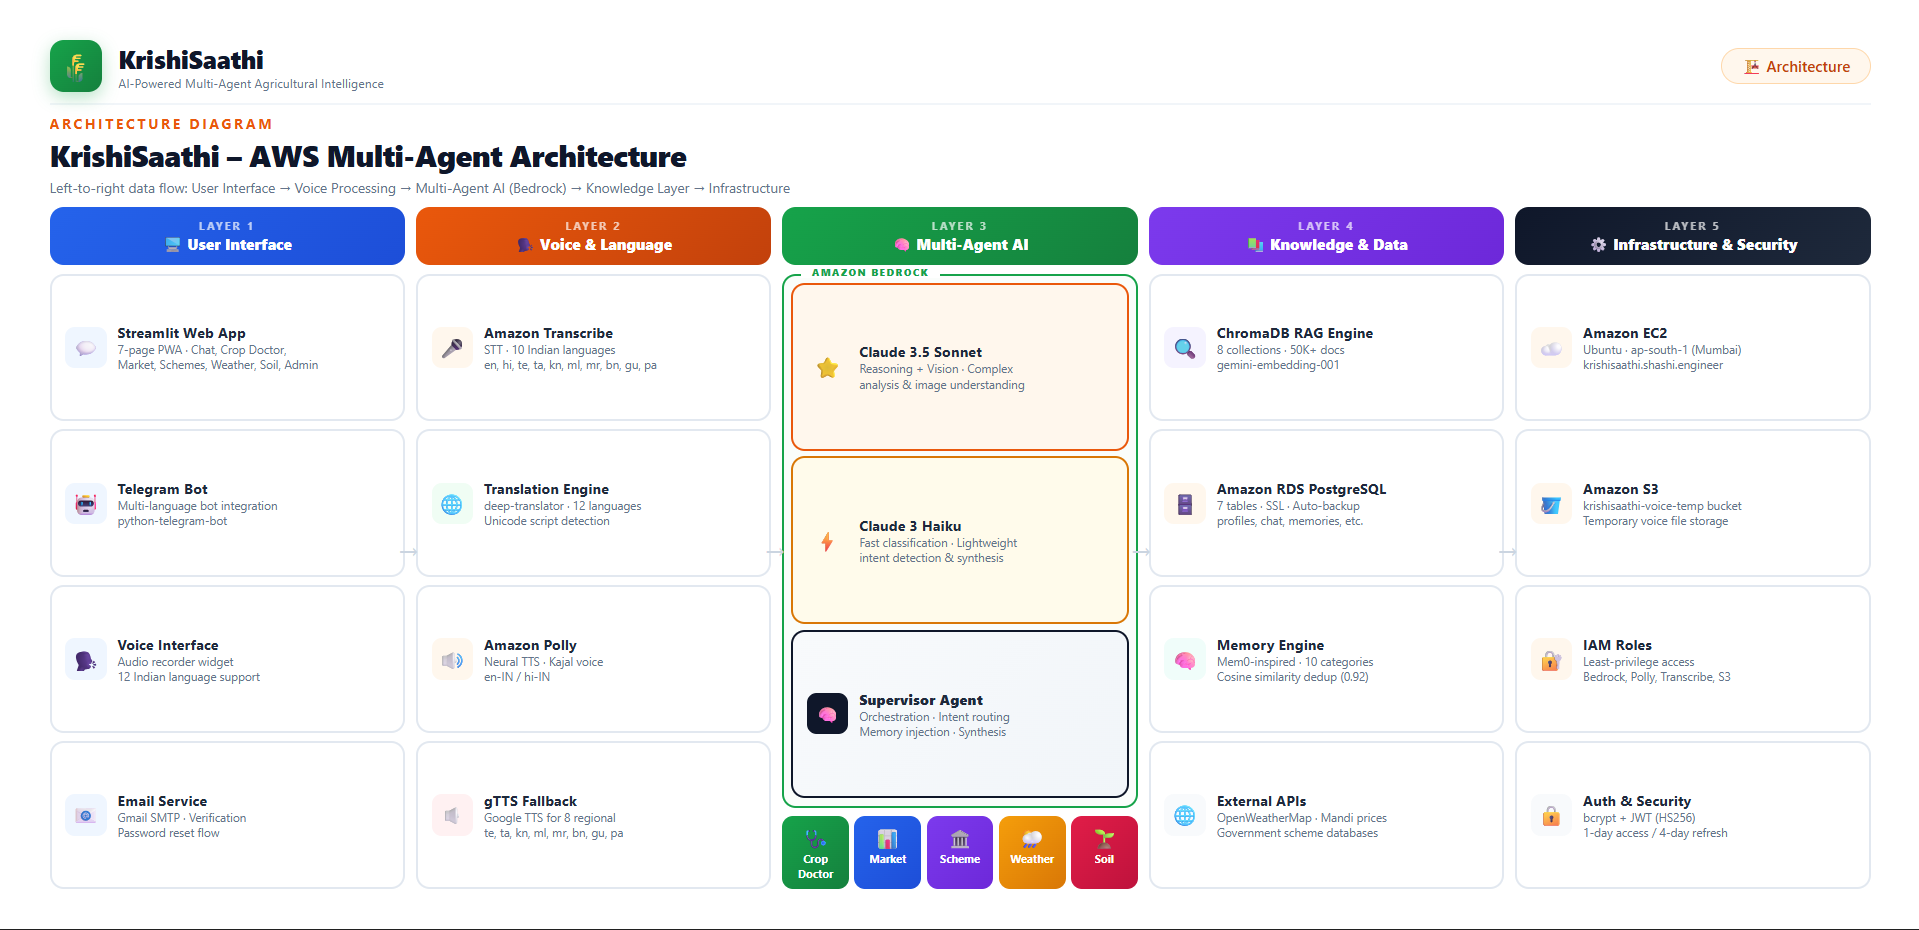 KrishiSaathi
AI-Powered Multi-Agent Agricultural Intelligence
Architecture
ARCHITECTURE DIAGRAM
KrishiSaathi – AWS Multi-Agent Architecture
Left-to-right data flow: User Interface → Voice Processing → Multi-Agent AI (Bedrock) → Knowledge Layer → Infrastructure
LAYER 1
User Interface
Streamlit Web App
7-page PWA · Chat, Crop Doctor,
Market, Schemes, Weather, Soil, Admin
Telegram Bot
Multi-language bot integration
python-telegram-bot
Voice Interface
Audio recorder widget
12 Indian language support
Email Service
Gmail SMTP · Verification
Password reset flow
LAYER 2
Voice & Language
Amazon Transcribe
STT · 10 Indian languages
en, hi, te, ta, kn, ml, mr, bn, gu, pa
Translation Engine
deep-translator · 12 languages
Unicode script detection
Amazon Polly
Neural TTS · Kajal voice
en-IN / hi-IN
gTTS Fallback
Google TTS for 8 regional
te, ta, kn, ml, mr, bn, gu, pa
LAYER 3
Multi-Agent AI
AMAZON BEDROCK
Claude 3.5 Sonnet
Reasoning + Vision · Complex
analysis & image understanding
Claude 3 Haiku
Fast classification · Lightweight
intent detection & synthesis
Supervisor Agent
Orchestration · Intent routing
Memory injection · Synthesis
Crop
Doctor
Market
Scheme
Weather
Soil
LAYER 4
Knowledge & Data
ChromaDB RAG Engine
8 collections · 50K+ docs
gemini-embedding-001
Amazon RDS PostgreSQL
7 tables · SSL · Auto-backup
profiles, chat, memories, etc.
Memory Engine
Mem0-inspired · 10 categories
Cosine similarity dedup (0.92)
External APIs
OpenWeatherMap · Mandi prices
Government scheme databases
LAYER 5
Infrastructure & Security
Amazon EC2
Ubuntu · ap-south-1 (Mumbai)
krishisaathi.shashi.engineer
Amazon S3
krishisaathi-voice-temp bucket
Temporary voice file storage
IAM Roles
Least-privilege access
Bedrock, Polly, Transcribe, S3
Auth & Security
bcrypt + JWT (HS256)
1-day access / 4-day refresh